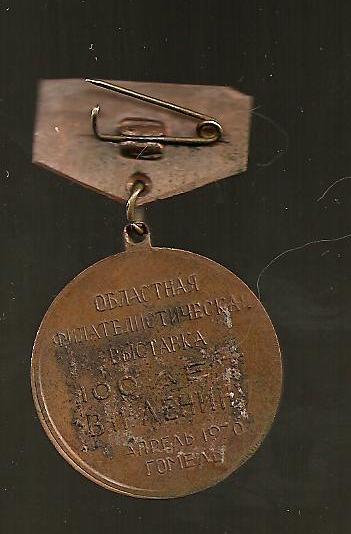 ОБЛАСТНАЯ
ФИЛАТЕЛИСТИЧЕСКАЯ
ВЫСТАВКА
100 ЛЕТ
В.И.ЛЕНИН
АПРЕЛЬ 1970
ГОМЕЛЬ